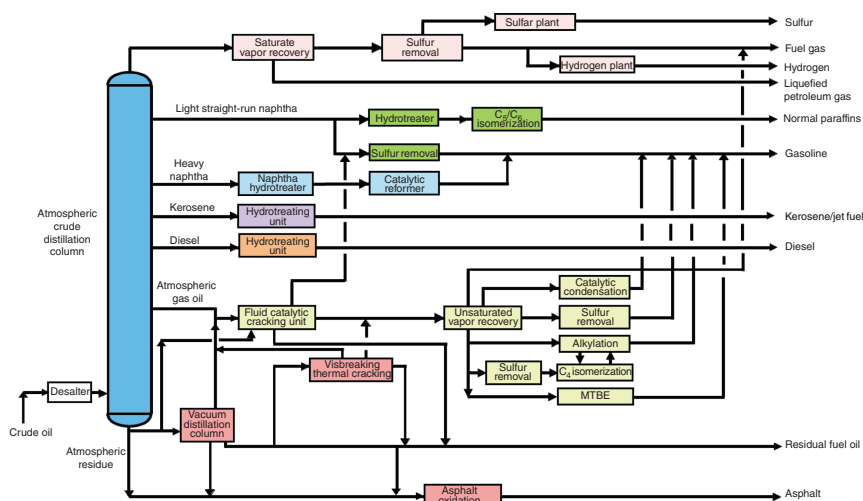 Sulfar plant
Sulfur
Saturate
vapor recovery
Sulfur
removal
Fuel gas
Hydrogen plant
Hydrogen
Liquefied
petroleum gas
Light straight-run naphtha
Hydrotreater
C5/C6
isomerization
Normal paraffins
Sulfur removal
Gasoline
Heavy
naphtha
Naphtha
hydrotreater
Catalytic
reformer
Atmospheric
crude
distillation
column
Kerosene
Hydrotreating
unit
Kerosene/jet fuel
Diesel
Hydrotreating
unit
Diesel
Atmospheric
gas oil
Fluid catalytic
cracking unit
Unsaturated
vapor recovery
Catalytic
condensation
Sulfur
removal
Alkylation
Visbreaking
thermal cracking
Sulfur
removal
C4 isomerization
MTBE
Desalter
Crude oil
Vacuum
distillation
column
Atmospheric
residue
Residual fuel oil
Asphalt
oxidation
Asphalt